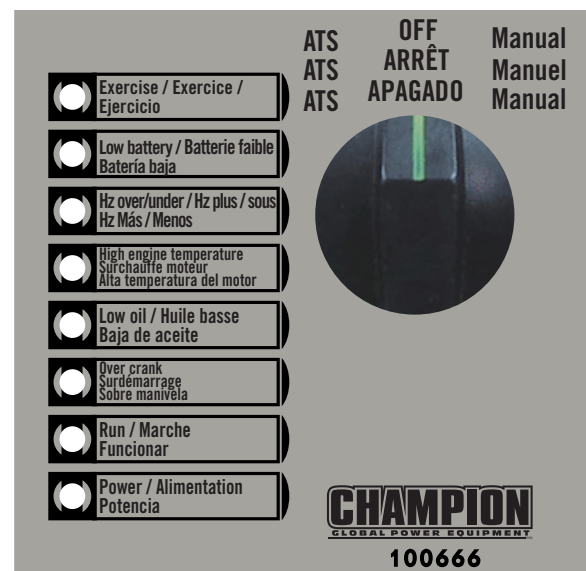 ATS OFF Manual
ATS ARRÊT Manuel
ATS APAGADO Manual
Exercise / Exercice /
Ejercicio
Low battery / Batterie faible
Batería baja
Hz over/under / Hz plus / sous
Hz Más / Menos
High engine temperature
Surchauffe moteur
Alta temperatura del motor
Low oil / Huile basse
Baja de aceite
Over crank
Surdémarrage
Sobre manivela
Run / Marche
Funcionar
Power / Alimentation
Potencia
CHAMPION
GLOBAL POWER EQUIPMENT
100666